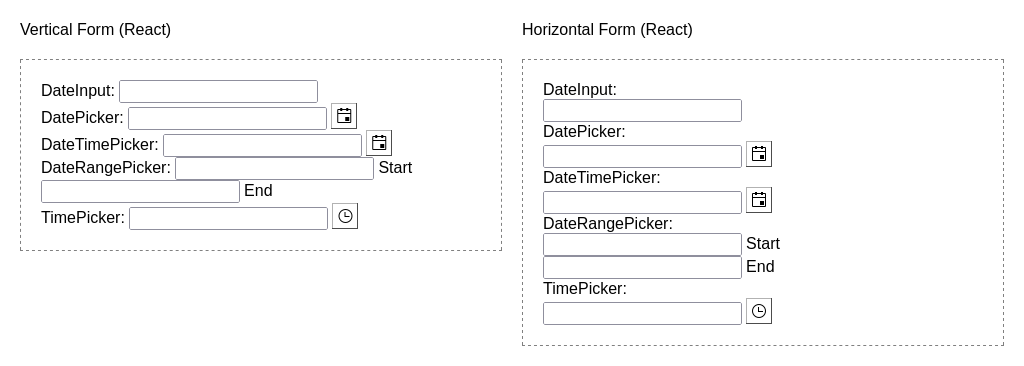 Vertical Form (React)
DateInput:
DatePicker:
DateTimePicker:
DateRangePicker: Start
End
TimePicker:
Horizontal Form (React)
DateInput:
DatePicker:
DateTimePicker:
DateRangePicker:
Start
End
TimePicker: